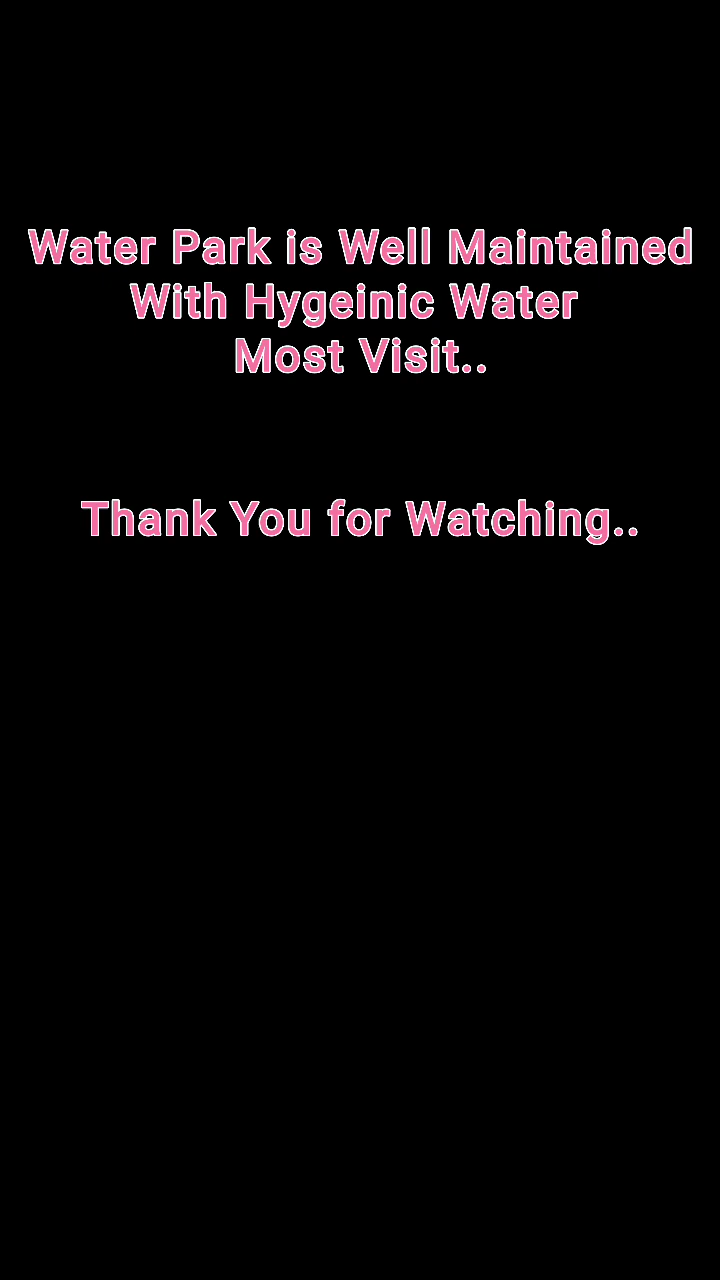 Water Park is Well Maintained
With Hygeinic Water
Most Visit..
Thank You for Watching..